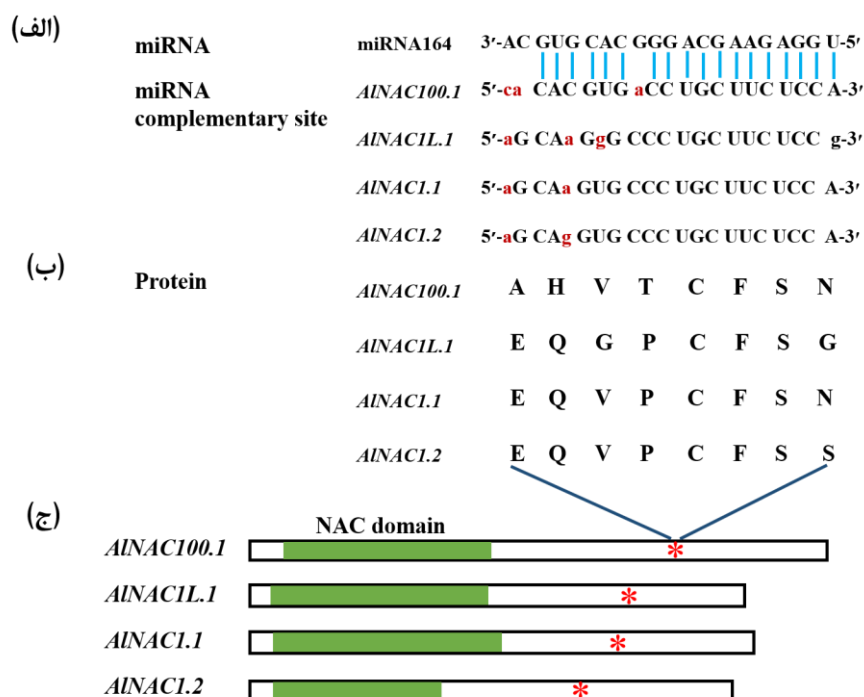 (الف)
miRNA miRNA164 3'-AC GUG CAC GGG ACG AAG AGG U-5'
miRNA complementary site AlNAC100.1 5'-ca CAC GUG aCC UGC UUC UCC A-3'
AlNAC1L.1 5'-aG CAa GgG CCC UGC UUC UCC g-3'
AlNAC1.1 5'-aG CAa GUG CCC UGC UUC UCC A-3'
AlNAC1.2 5'-aG CAg GUG CCC UGC UUC UCC A-3'
(ب)
Protein AlNAC100.1 A H V T C F S N
AlNAC1L.1 E Q G P C F S G
AlNAC1.1 E Q V P C F S N
AlNAC1.2 E Q V P C F S S
(ج)
NAC domain
AlNAC100.1 *
AlNAC1L.1 *
AlNAC1.1 *
AlNAC1.2 *